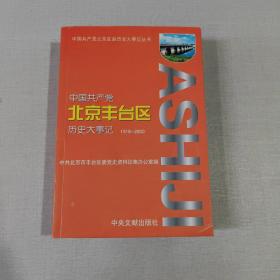 中国共产党北京区县历史大事记丛书
DASHIJI
中国共产党
北京丰台区
历史大事记 1919-2000
中共北京市丰台区委党史资料征集办公室编
中央文献出版社